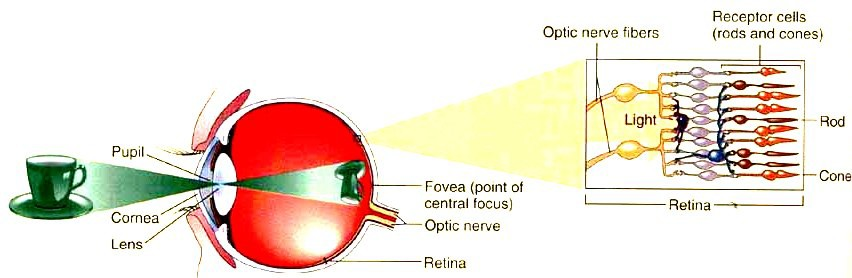 Receptor cells
(rods and cones)
Optic nerve fibers
Light
Rod
Cone
Retina
Pupil
Cornea
Lens
Fovea (point of
central focus)
Optic nerve
Retina